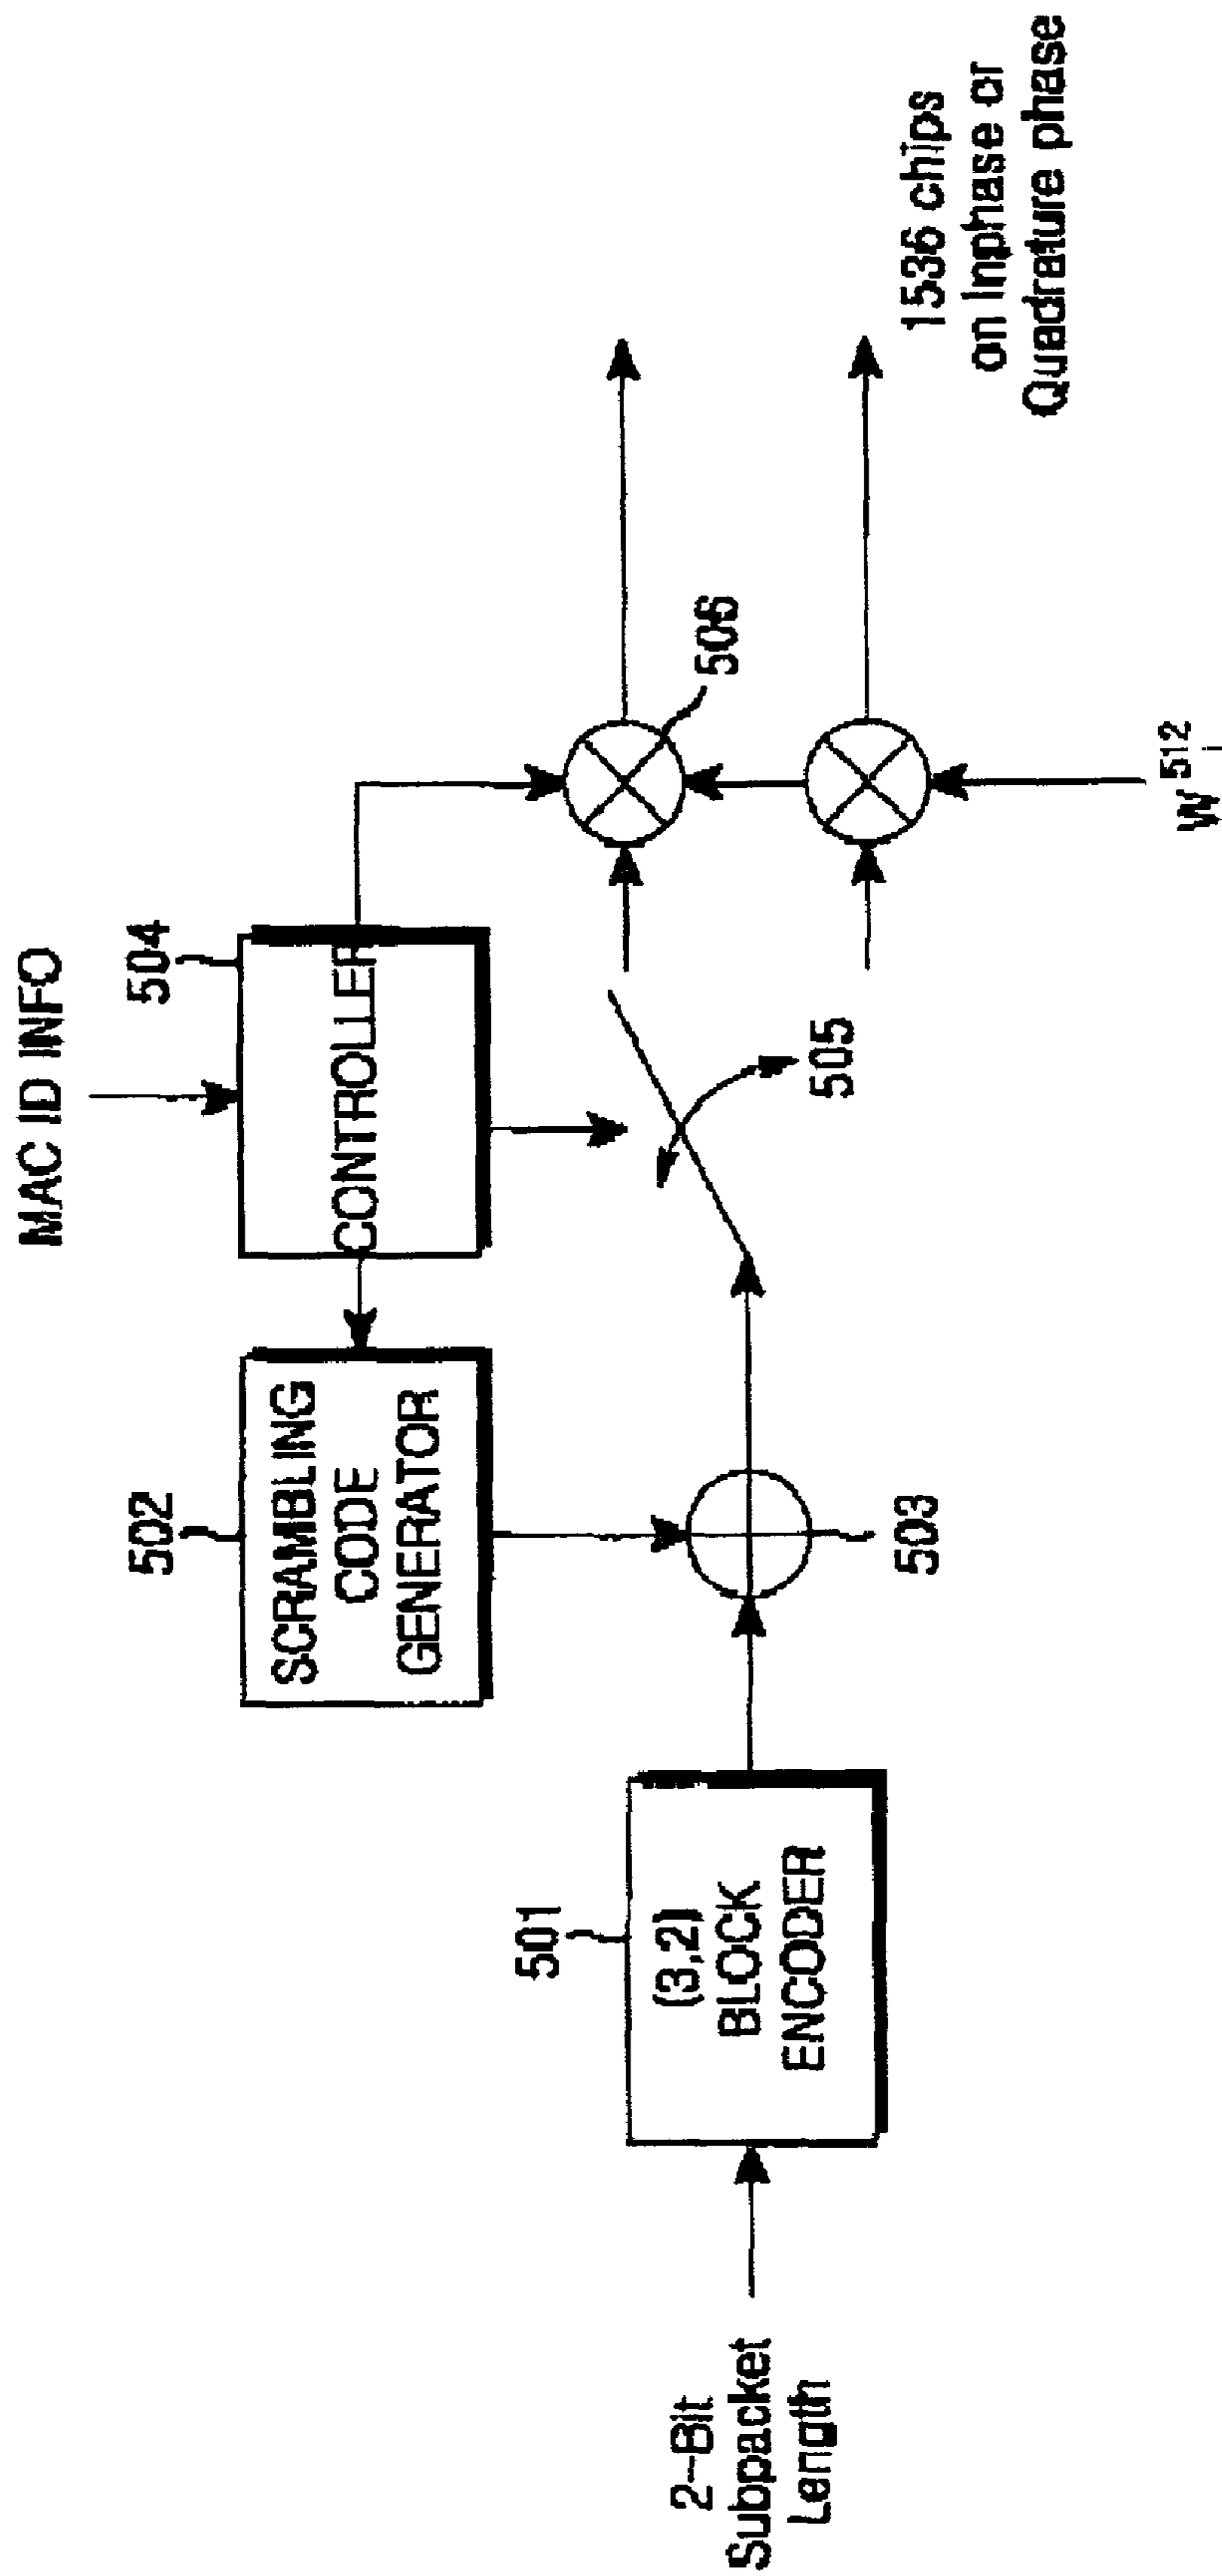 MAC ID INFO
502
SCRAMBLING
CODE
GENERATOR
504
CONTROLLER
501
(3,2)
BLOCK
ENCODER
2-Bit
Subpacket
Length
503
505
506
W 512 i
1536 chips
on Inphase or
Quadrature phase